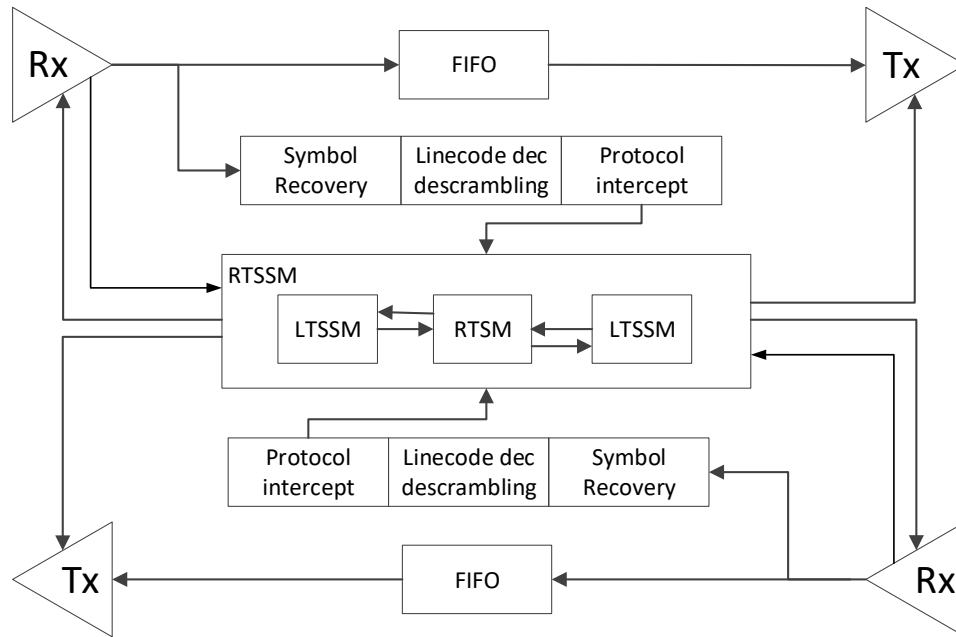 Rx
FIFO
Tx
Symbol
Recovery
Linecode dec
descrambling
Protocol
intercept
RTSSM
LTSSM
RTSM
LTSSM
Protocol
intercept
Linecode dec
descrambling
Symbol
Recovery
Tx
FIFO
Rx